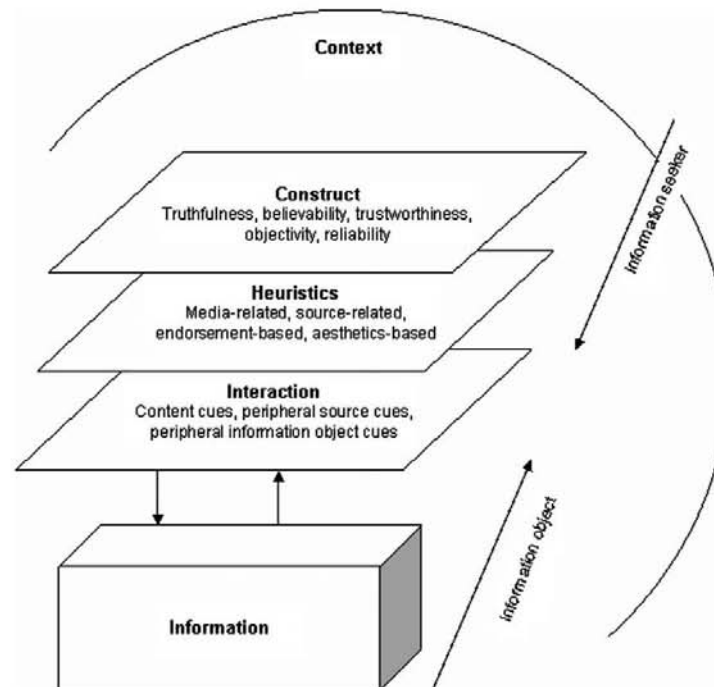 Context
Construct
Truthfulness, believability, trustworthiness,
objectivity, reliability
Information seeker
Heuristics
Media-related, source-related,
endorsement-based, aesthetics-based
Interaction
Content cues, peripheral source cues,
peripheral information object cues
Information object
Information